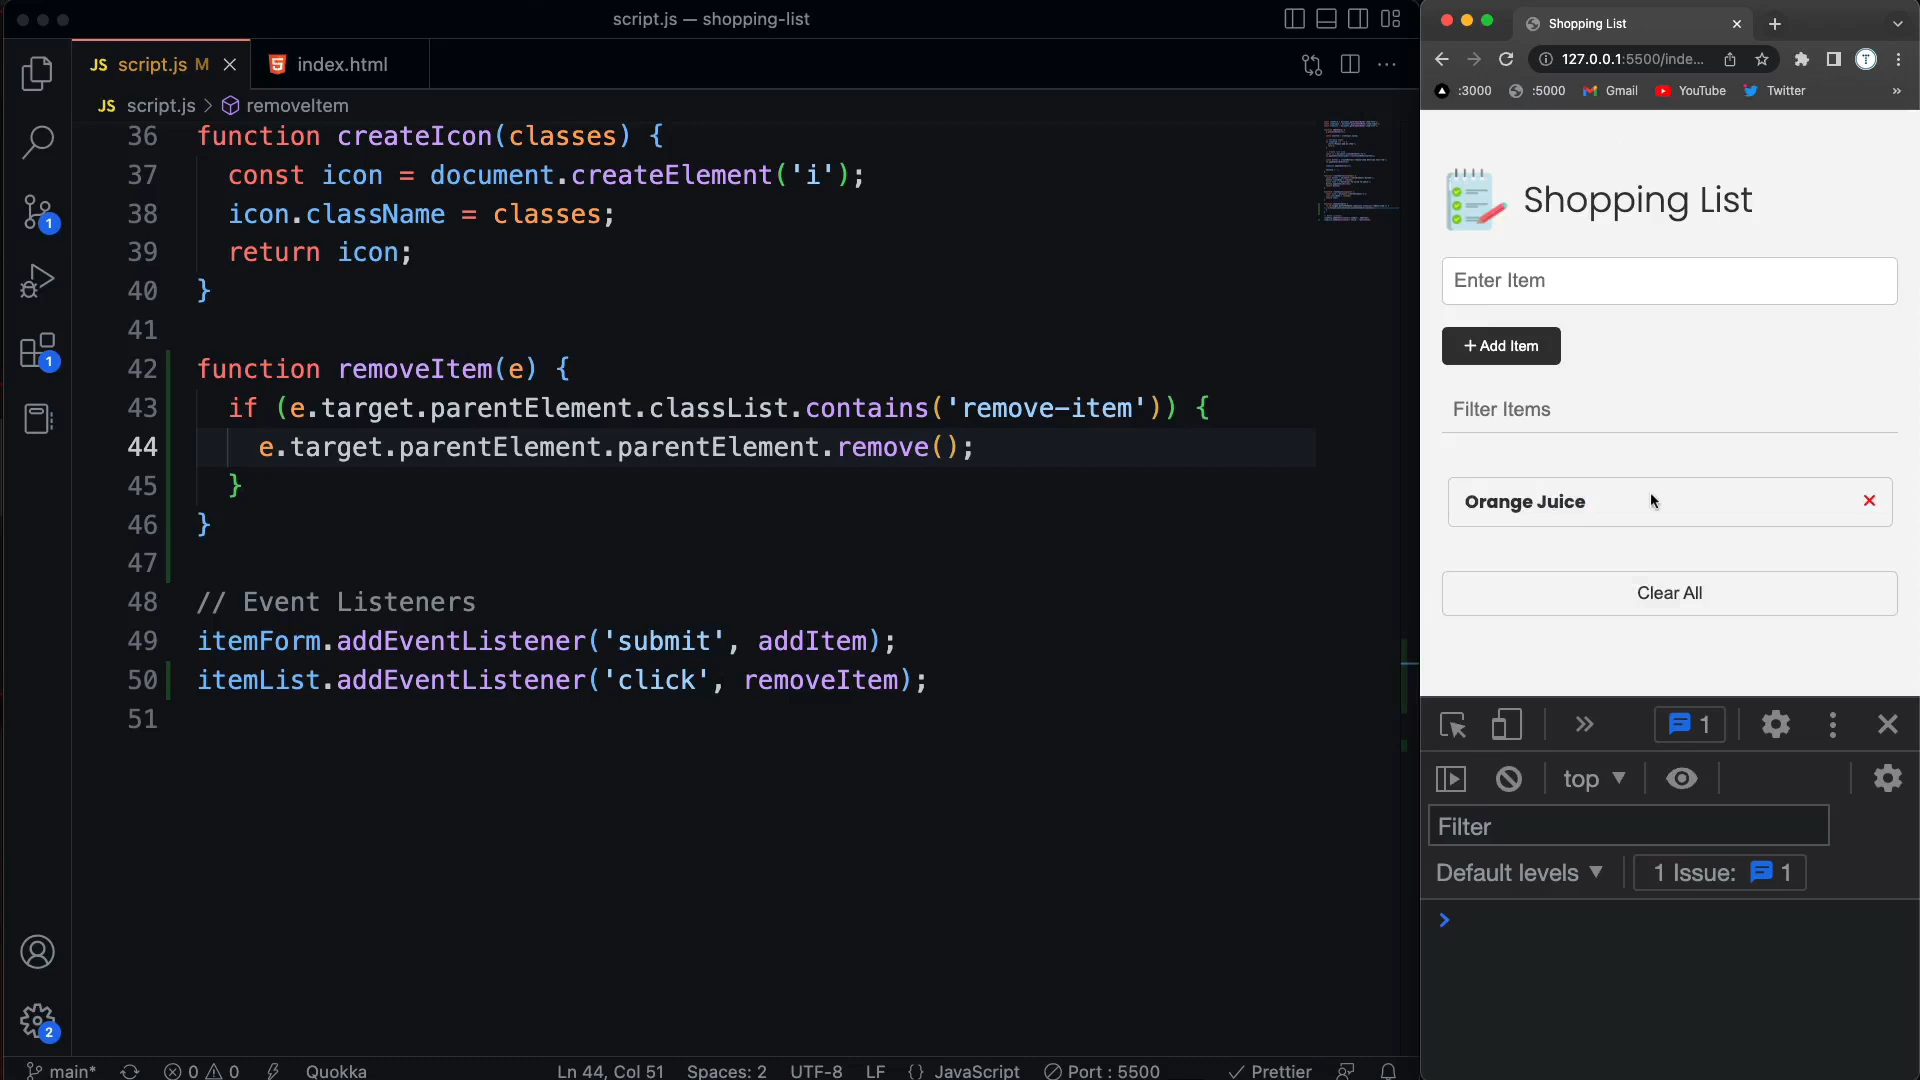 script.js — shopping-list
JS script.js M
index.html
JS script.js > removeItem
36 function createIcon(classes) {
37 const icon = document.createElement('i');
38 icon.className = classes;
39 return icon;
40 }
41
42 function removeItem(e) {
43 if (e.target.parentElement.classList.contains('remove-item')) {
44 e.target.parentElement.parentElement.remove();
45 }
46 }
47
48 // Event Listeners
49 itemForm.addEventListener('submit', addItem);
50 itemList.addEventListener('click', removeItem);
51
1
1
2
main* 0 0 Quokka Ln 44, Col 51 Spaces: 2 UTF-8 LF {} JavaScript Port : 5500 Prettier
Shopping List
127.0.0.1:5500/inde...
:3000 :5000 Gmail YouTube Twitter »
Shopping List
Enter Item
+ Add Item
Filter Items
Orange Juice
Clear All
1
top
Filter
Default levels 1 Issue: 1